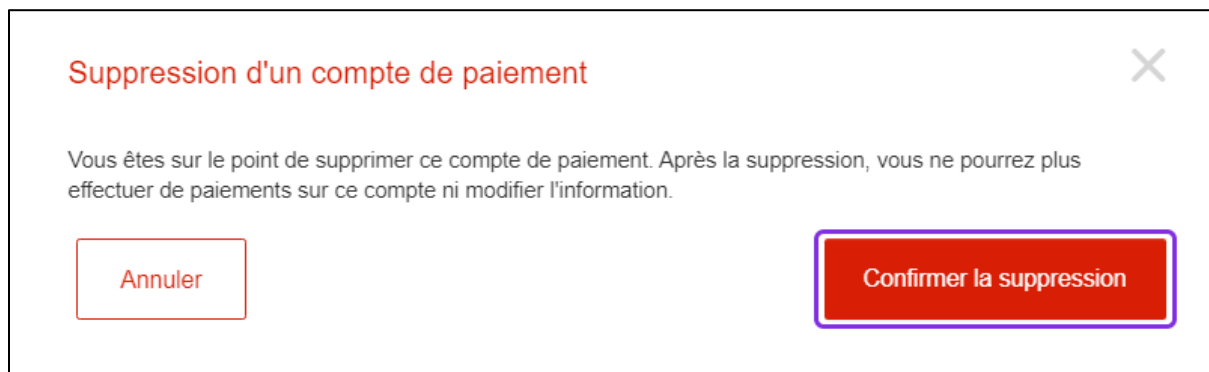 Suppression d'un compte de paiement
Vous êtes sur le point de supprimer ce compte de paiement. Après la suppression, vous ne pourrez plus
effectuer de paiements sur ce compte ni modifier l'information.
Annuler
Confirmer la suppression